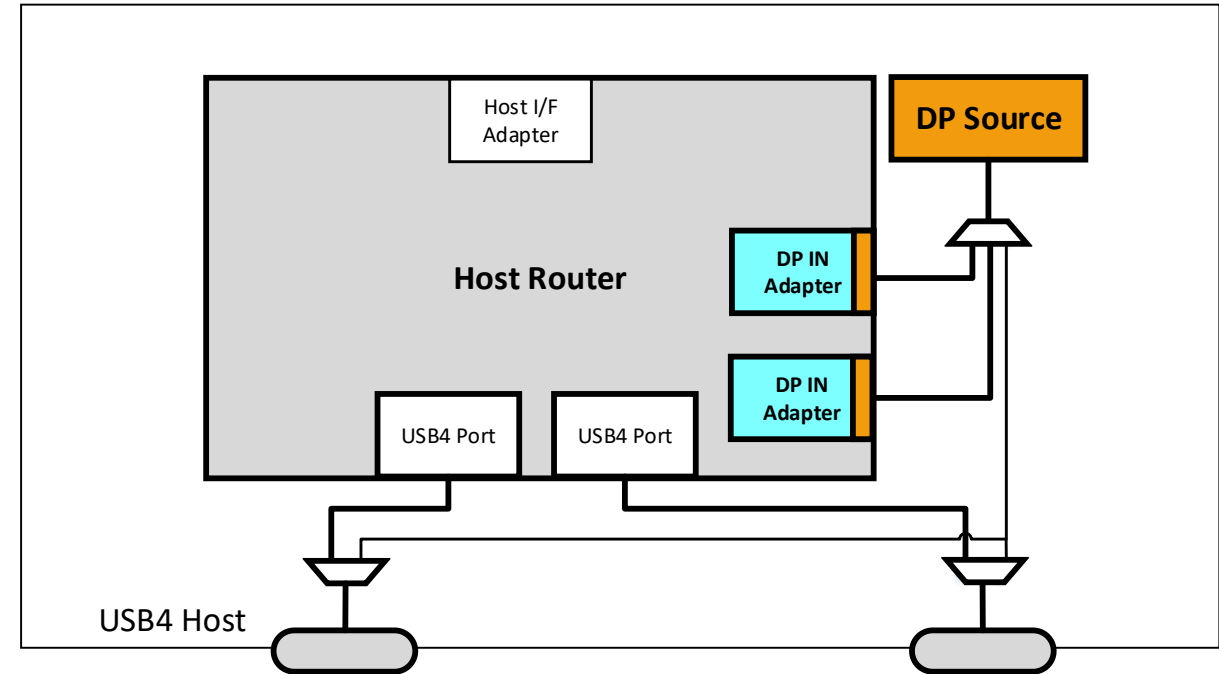 Host I/F
Adapter
DP Source
DP IN
Adapter
Host Router
DP IN
Adapter
USB4 Port
USB4 Port
USB4 Host